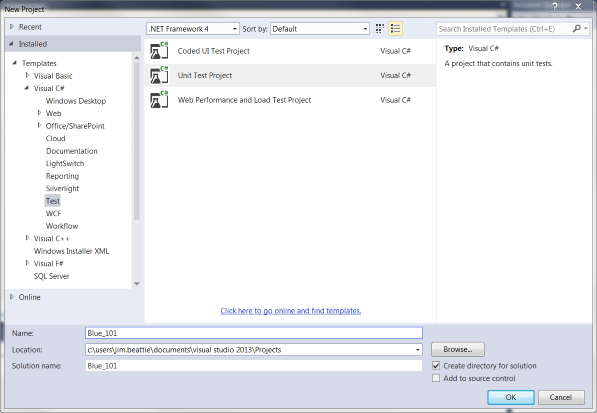 New Project
Recent
.NET Framework 4
Sort by:
Default
Search Installed Templates (Ctrl+E)
Installed
Templates
Visual Basic
Visual C#
Windows Desktop
Web
Office/SharePoint
Cloud
Documentation
LightSwitch
Reporting
Silverlight
Test
WCF
Workflow
Visual C++
Windows Installer XML
Visual F#
SQL Server
Online
C#
Coded UI Test Project
Visual C#
C#
Unit Test Project
Visual C#
C#
Web Performance and Load Test Project
Visual C#
Type: Visual C#
A project that contains unit tests.
Click here to go online and find templates.
Name:
Blue_101
Location:
c:\users\jim.beattie\documents\visual studio 2013\Projects
Browse...
Solution name:
Blue_101
Create directory for solution
Add to source control
OK
Cancel